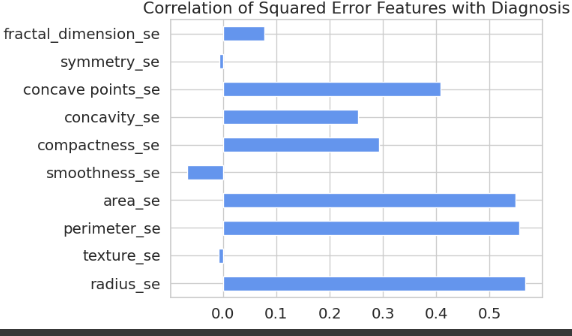 Correlation of Squared Error Features with Diagnosis
fractal_dimension_se
symmetry_se
concave points_se
concavity_se
compactness_se
smoothness_se
area_se
perimeter_se
texture_se
radius_se
0.0 0.1 0.2 0.3 0.4 0.5